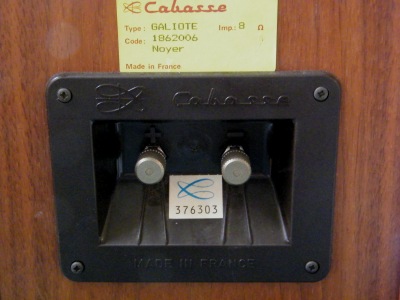 Cabasse
Type: GALIOTE Imp.: 8 Ω
Code: 1862006
Noyer
Made in France
Cabasse
+ −
376303
MADE IN FRANCE